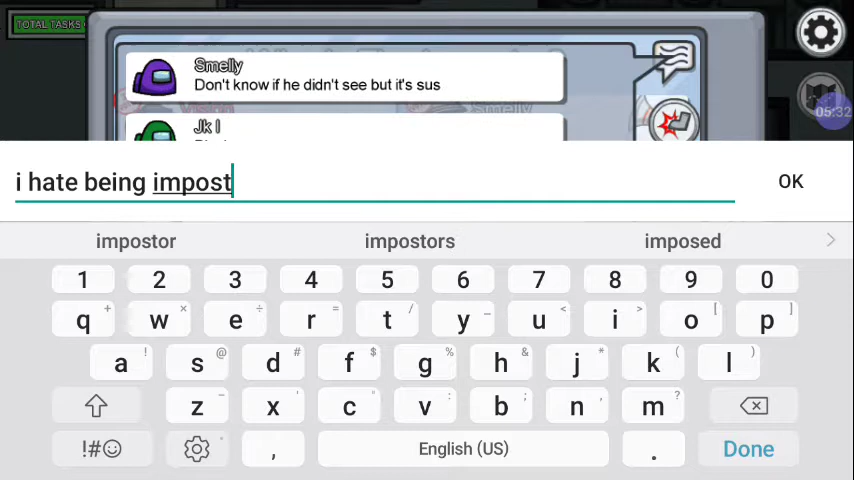 TOTAL TASKS
Smelly
Don't know if he didn't see but it's sus
Jk I
05:32
i hate being impost
OK
impostor impostors imposed
1 2 3 4 5 6 7 8 9 0
q + w × e ÷ r = t / y _ u < i > o [ p ]
a ! s @ d # f $ g % h & j * k ( l )
z - x ' c " v : b ; n , m ?
!#☺ , English (US) . Done